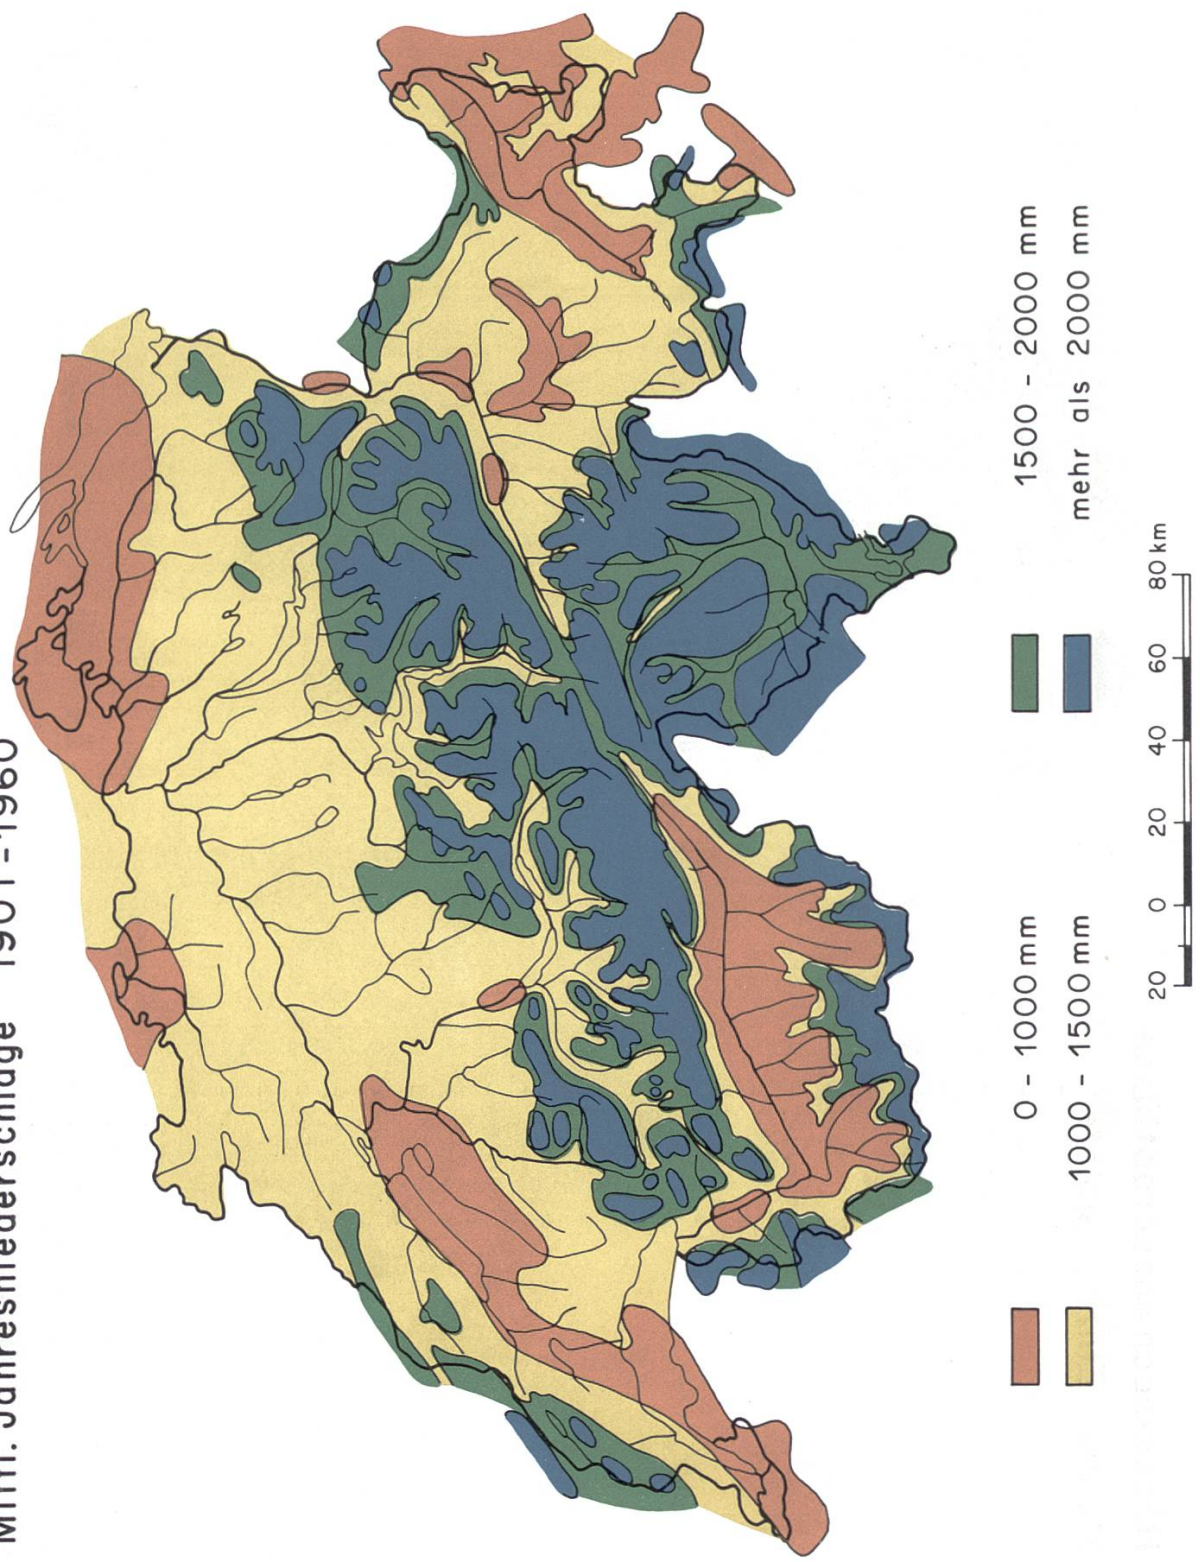 Mittl. Jahresniederschläge 1901-1960
0 - 1000 mm
1000 - 1500 mm
1500 - 2000 mm
mehr als 2000 mm
20 0 20 40 60 80 km